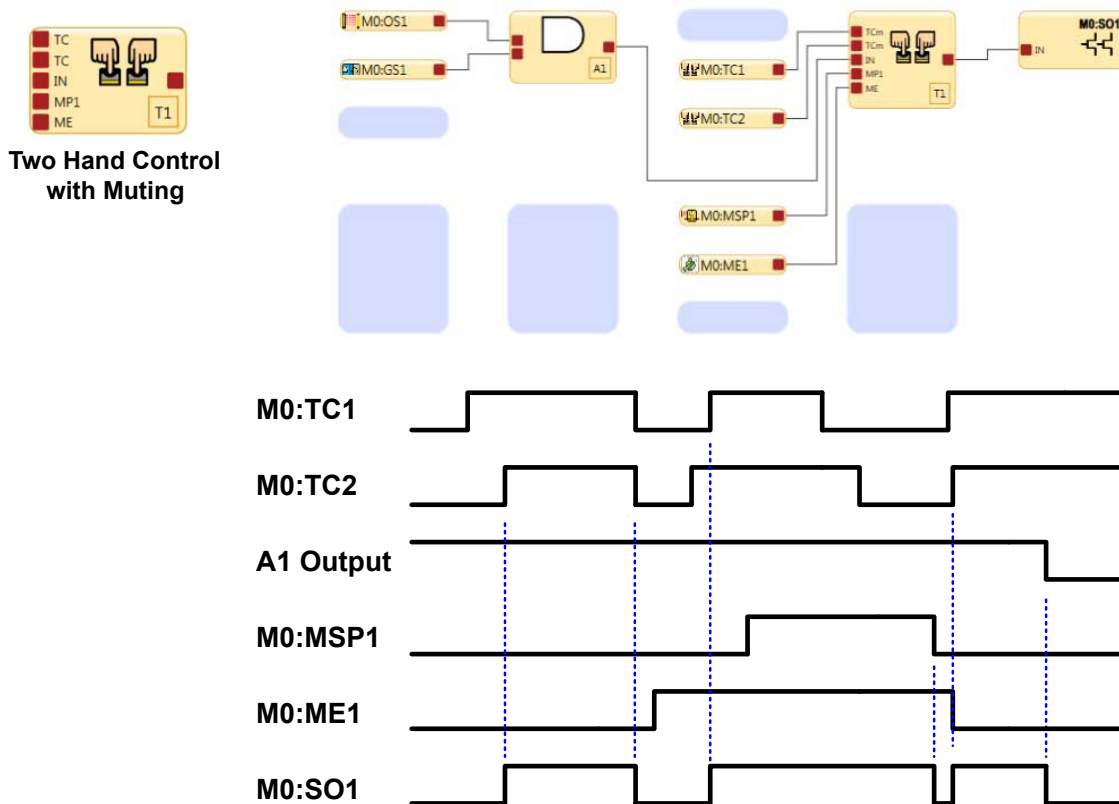 TC
TC
IN
MP1
ME
T1
Two Hand Control
with Muting
M0:OS1
M0:GS1
A1
M0:TC1
M0:TC2
M0:MSP1
M0:ME1
TCm
TCm
IN
MP1
ME
T1
M0:SO1
IN
M0:TC1
M0:TC2
A1 Output
M0:MSP1
M0:ME1
M0:SO1